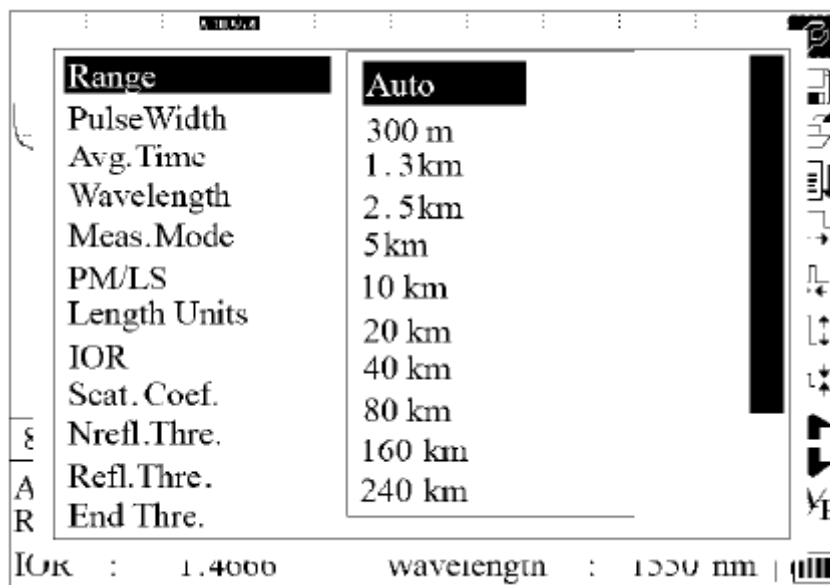 Range
PulseWidth
Avg.Time
Wavelength
Meas.Mode
PM/LS
Length Units
IOR
Scat.Coef.
Nrefl.Thre.
Refl.Thre.
End Thre.
Auto
300 m
1.3km
2.5km
5km
10 km
20 km
40 km
80 km
160 km
240 km
A
R
IOR : 1.4666 wavelength : 1550 nm